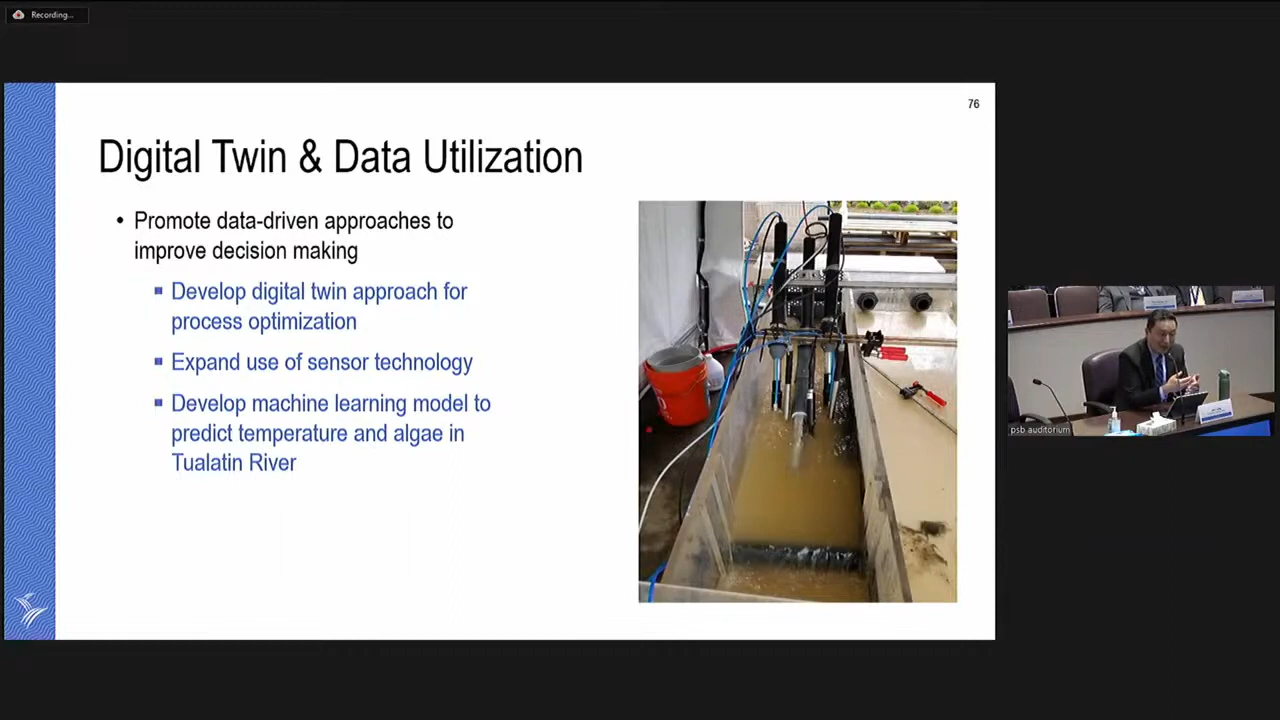 Recording...
76
Digital Twin & Data Utilization
• Promote data-driven approaches to
improve decision making
▪ Develop digital twin approach for
process optimization
▪ Expand use of sensor technology
▪ Develop machine learning model to
predict temperature and algae in
Tualatin River
psb auditorium